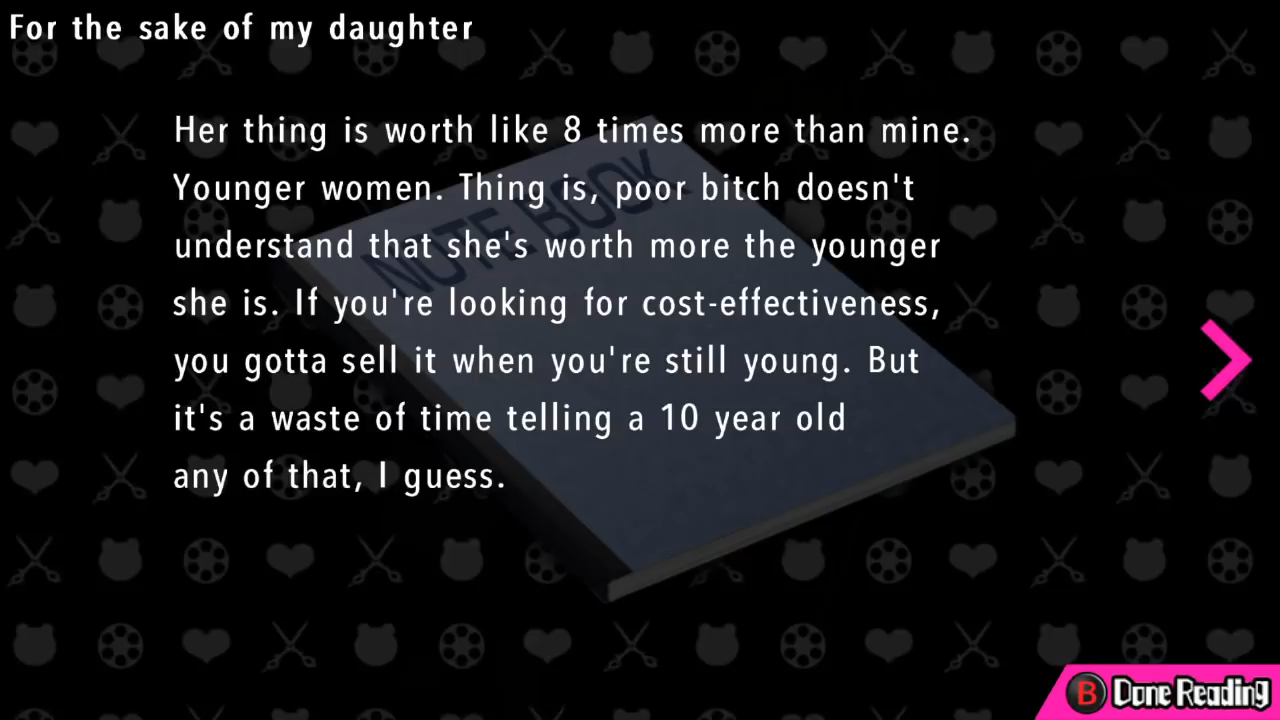 For the sake of my daughter
Her thing is worth like 8 times more than mine.
Younger women. Thing is, poor bitch doesn't
understand that she's worth more the younger
she is. If you're looking for cost-effectiveness,
you gotta sell it when you're still young. But
it's a waste of time telling a 10 year old
any of that, I guess.
NOTE BOOK
B Done Reading